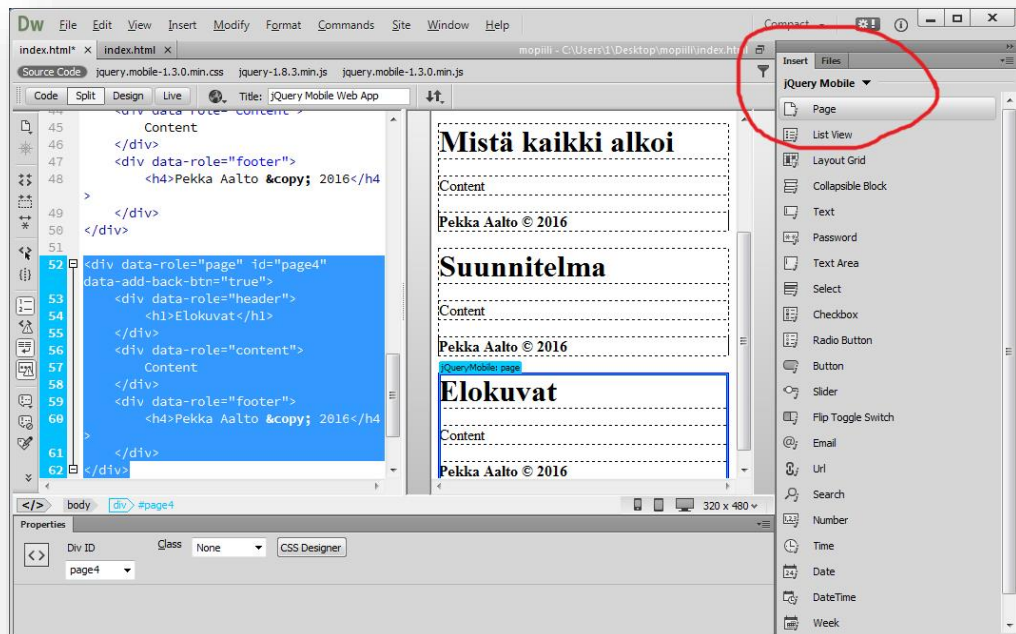 Dw File Edit View Insert Modify Format Commands Site Window Help Compact
index.html* × index.html × mopiili - C:\Users\1\Desktop\mopiili\index.html
Source Code jquery.mobile-1.3.0.min.css jquery-1.8.3.min.js jquery.mobile-1.3.0.min.js
Code Split Design Live Title: jQuery Mobile Web App
44 <div data-role="content">
45 Content
46 </div>
47 <div data-role="footer">
48 <h4>Pekka Aalto &copy; 2016</h4
>
49 </div>
50 </div>
51
52 <div data-role="page" id="page4"
data-add-back-btn="true">
53 <div data-role="header">
54 <h1>Elokuvat</h1>
55 </div>
56 <div data-role="content">
57 Content
58 </div>
59 <div data-role="footer">
60 <h4>Pekka Aalto &copy; 2016</h4
>
61 </div>
62 </div>
Mistä kaikki alkoi
Content
Pekka Aalto © 2016
Suunnitelma
Content
Pekka Aalto © 2016
jQueryMobile: page
Elokuvat
Content
Pekka Aalto © 2016
</> body div #page4 320 x 480
Properties
Div ID Class None CSS Designer
page4
Insert Files
jQuery Mobile
Page
List View
Layout Grid
Collapsible Block
Text
Password
Text Area
Select
Checkbox
Radio Button
Button
Slider
Flip Toggle Switch
Email
Url
Search
Number
Time
Date
DateTime
Week